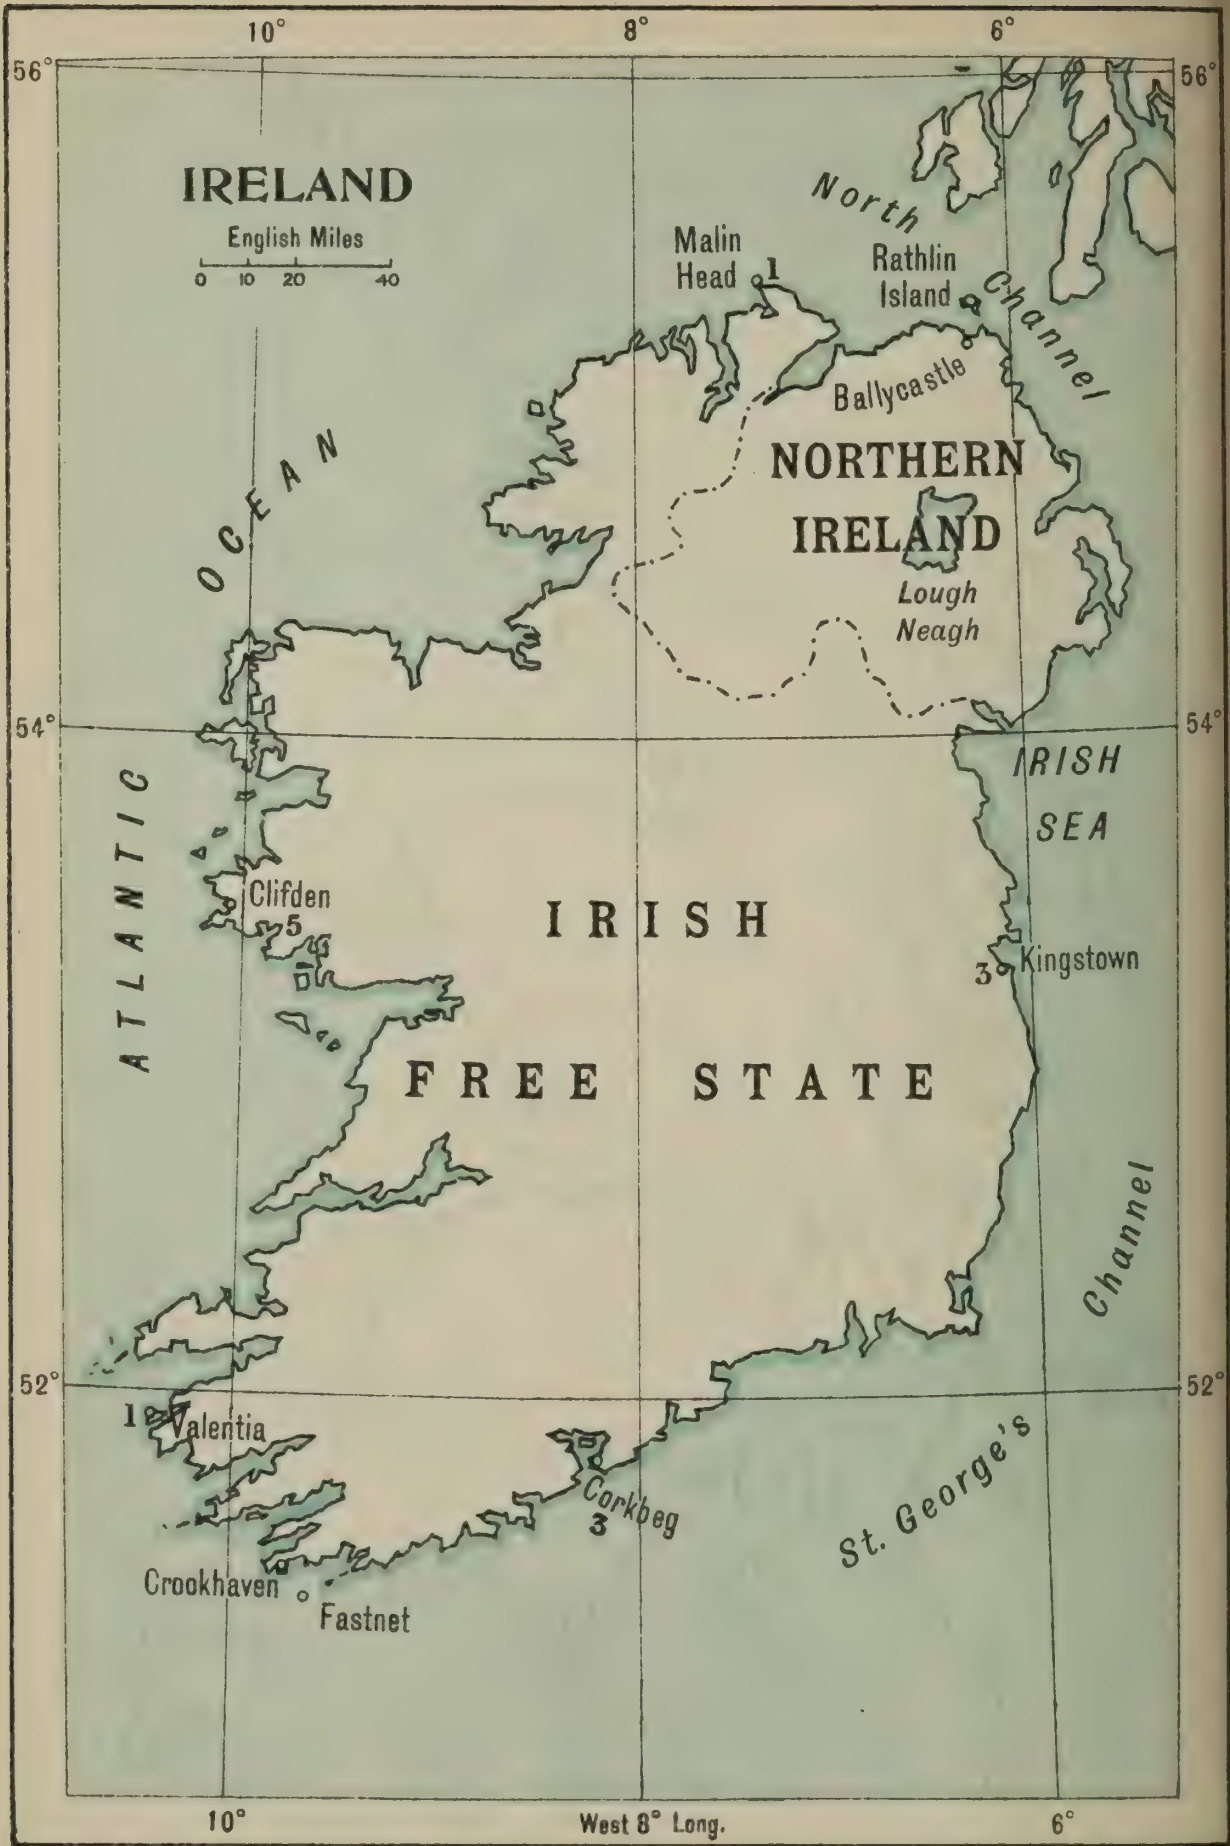 10° 8° 6°
56° 56°
IRELAND
English Miles
0 10 20 40
North
Channel
Malin
Head 1
Rathlin
Island
Ballycastle
OCEAN
NORTHERN
IRELAND
Lough
Neagh
54° 54°
IRISH
SEA
ATLANTIC
Clifden
5
IRISH
3 Kingstown
FREE STATE
Channel
52° 52°
1 Valentia
St. George's
Corkbeg
3
Crookhaven
Fastnet
10° West 8° Long. 6°